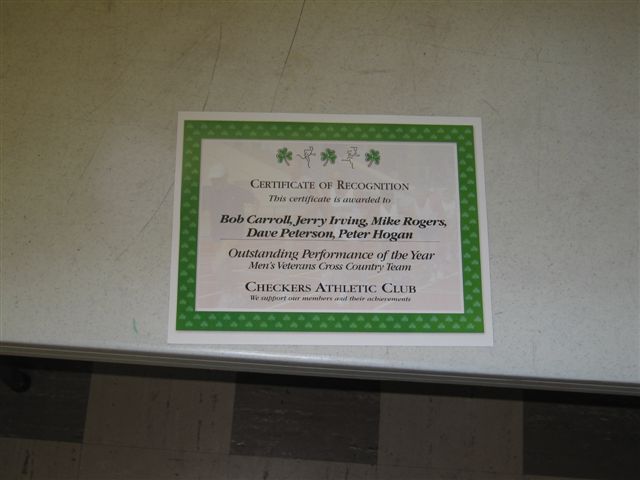 CERTIFICATE OF RECOGNITION
This certificate is awarded to
Bob Carroll, Jerry Irving, Mike Rogers,
Dave Peterson, Peter Hogan
Outstanding Performance of the Year
Men's Veterans Cross Country Team
CHECKERS ATHLETIC CLUB
We support our members and their achievements